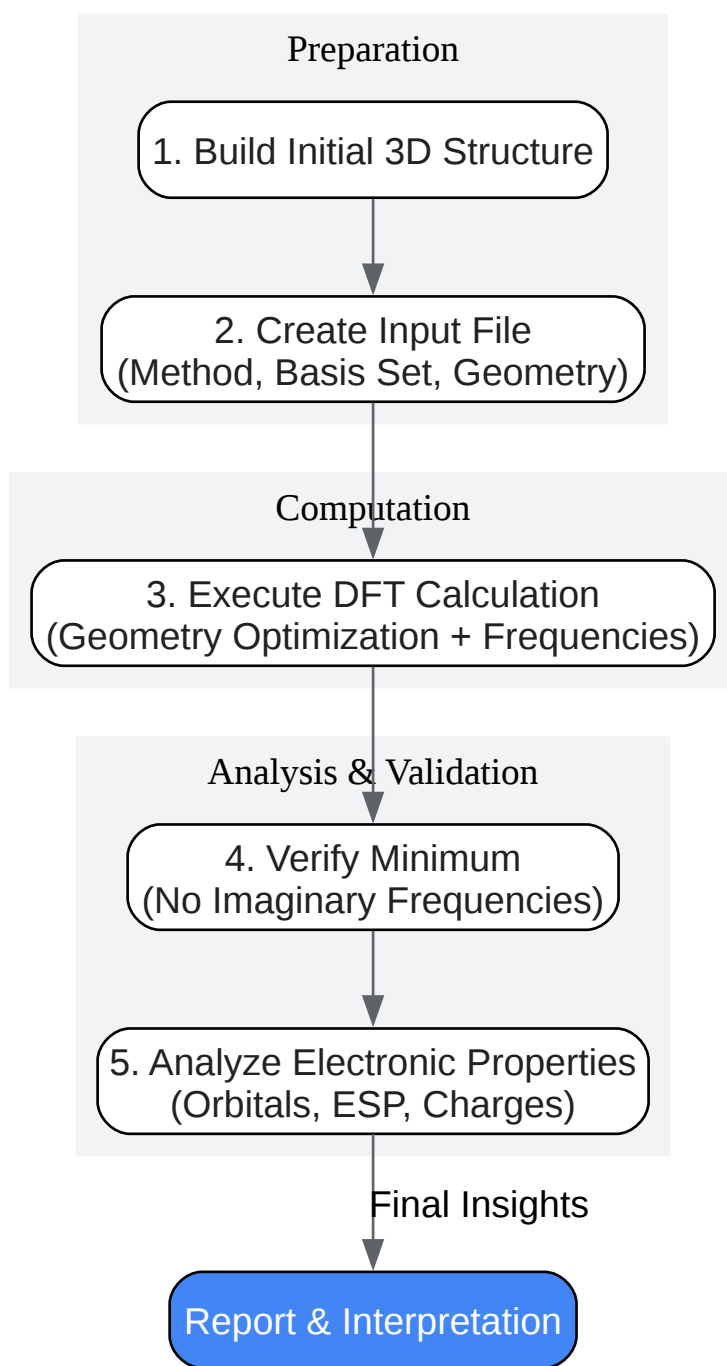 Preparation
1. Build Initial 3D Structure
2. Create Input File
(Method, Basis Set, Geometry)
Computation
3. Execute DFT Calculation
(Geometry Optimization + Frequencies)
Analysis & Validation
4. Verify Minimum
(No Imaginary Frequencies)
5. Analyze Electronic Properties
(Orbitals, ESP, Charges)
Final Insights
Report & Interpretation